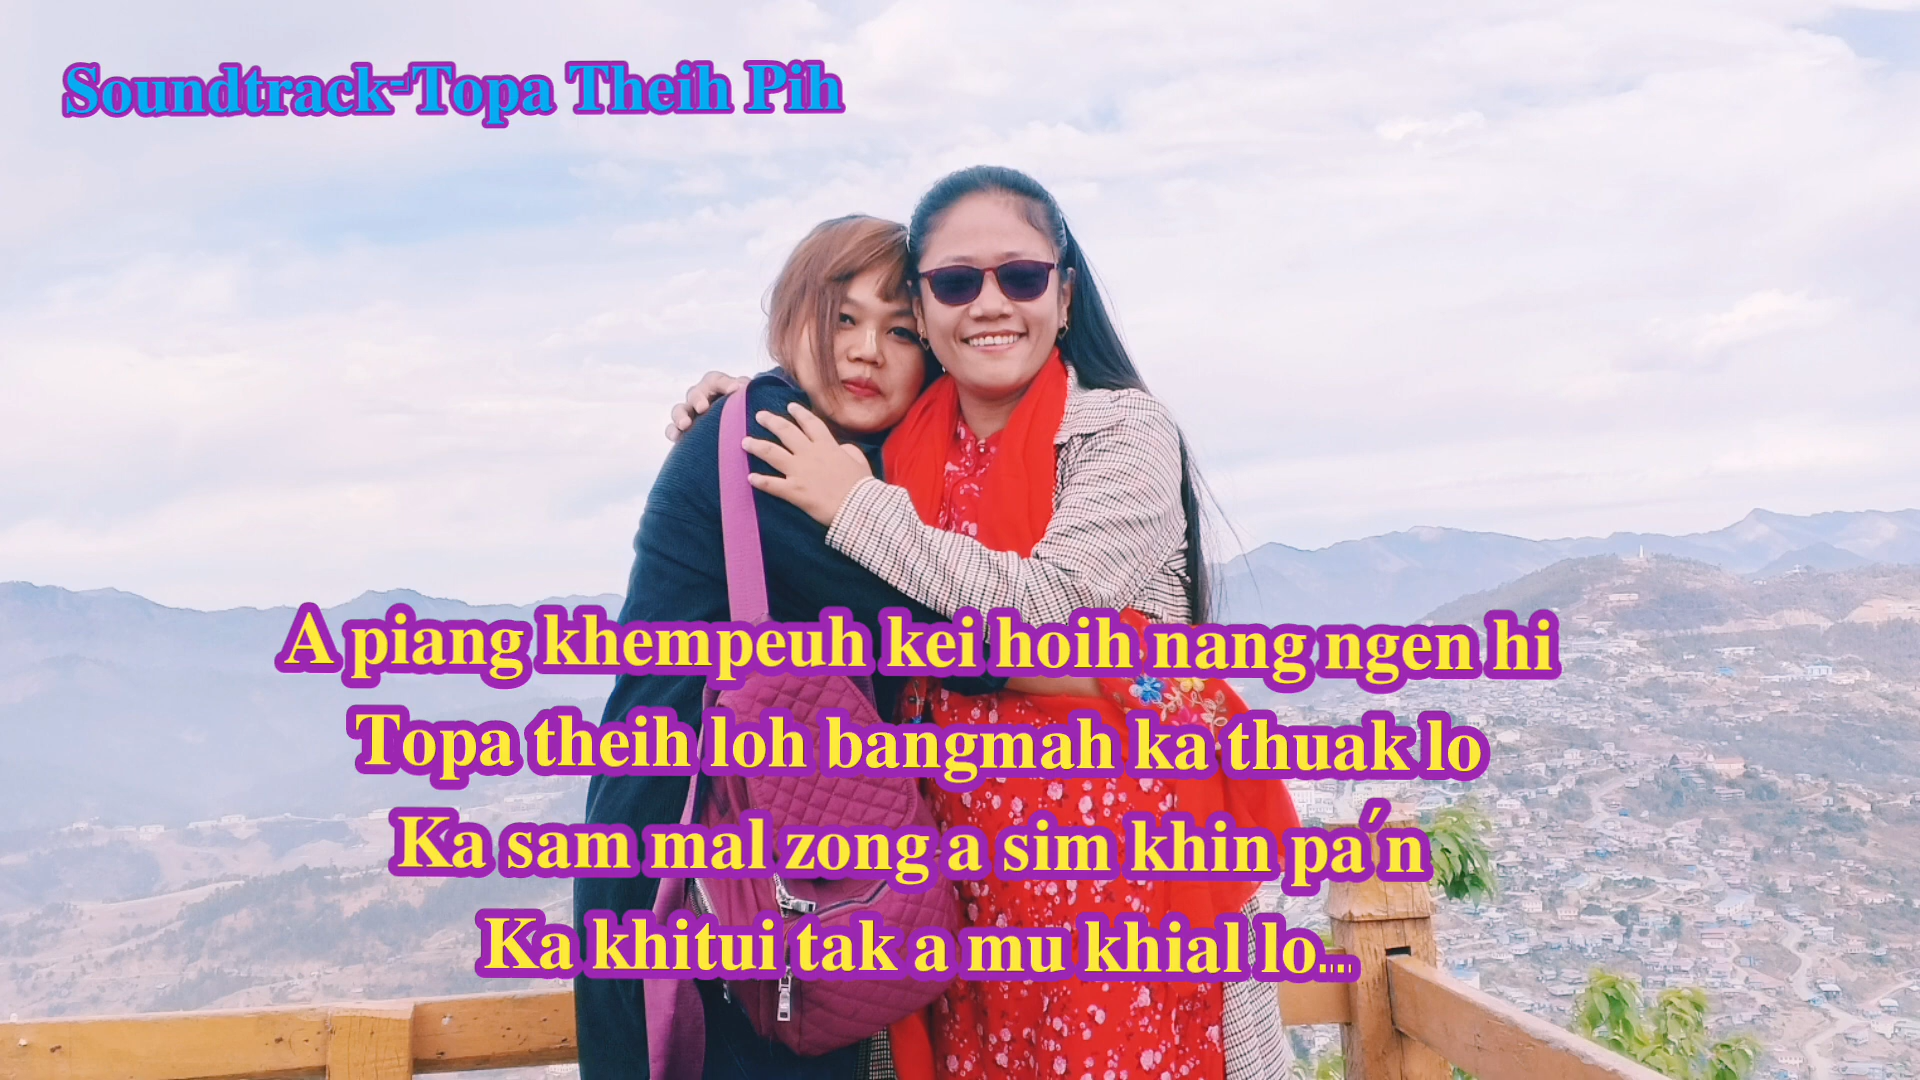 Soundtrack-Topa Theih Pih
A piang khempeuh kei hoih nang ngen hi
Topa theih loh bangmah ka thuak lo
Ka sam mal zong a sim khin pa'n
Ka khitui tak a mu khial lo....